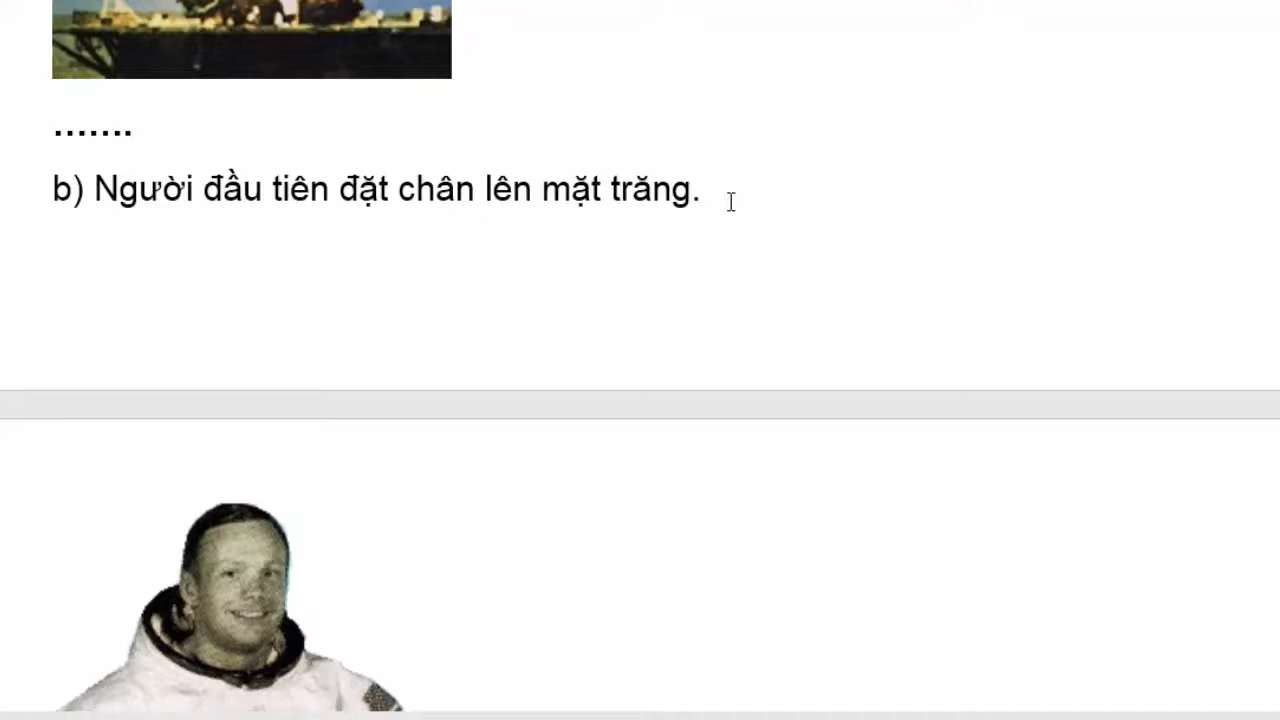 .......
b) Người đầu tiên đặt chân lên mặt trăng.